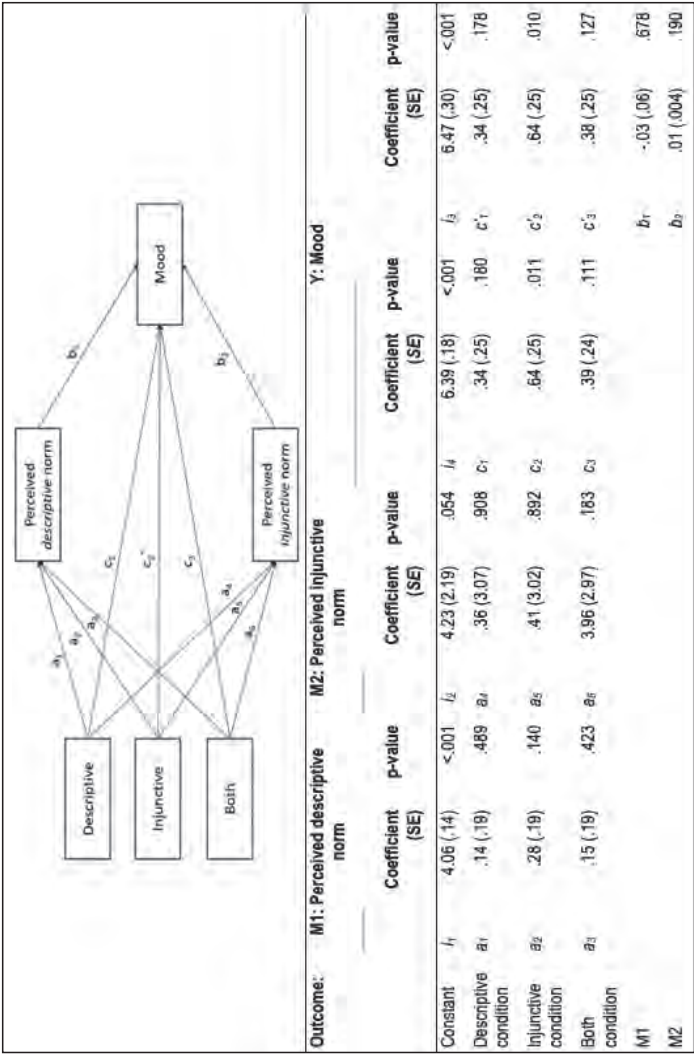 Descriptive
Injunctive
Both
Perceived
descriptive norm
Perceived
injunctive norm
Mood
a₁
a₂
a₃
a₄
a₅
a₆
b₁
b₂
c₁
c₂'
c₃
Outcome: M1: Perceived descriptive norm M2: Perceived injunctive norm Y: Mood
Coefficient (SE) p-value Coefficient (SE) p-value Coefficient (SE) p-value Coefficient (SE) p-value
Constant i₁ 4.06 (.14) <.001 i₂ 4.23 (2.19) .054 i₄ 6.39 (.18) <.001 i₃ 6.47 (.30) <.001
Descriptive condition a₁ .14 (.19) .489 a₄ .36 (3.07) .908 c₁ .34 (.25) .180 c'₁ .34 (.25) .178
Injunctive condition a₂ .28 (.19) .140 a₅ .41 (3.02) .892 c₂ .64 (.25) .011 c'₂ .64 (.25) .010
Both condition a₃ .15 (.19) .423 a₆ 3.96 (2.97) .183 c₃ .39 (.24) .111 c'₃ .38 (.25) .127
M1 b₁ -.03 (.06) .678
M2 b₂ .01 (.004) .190